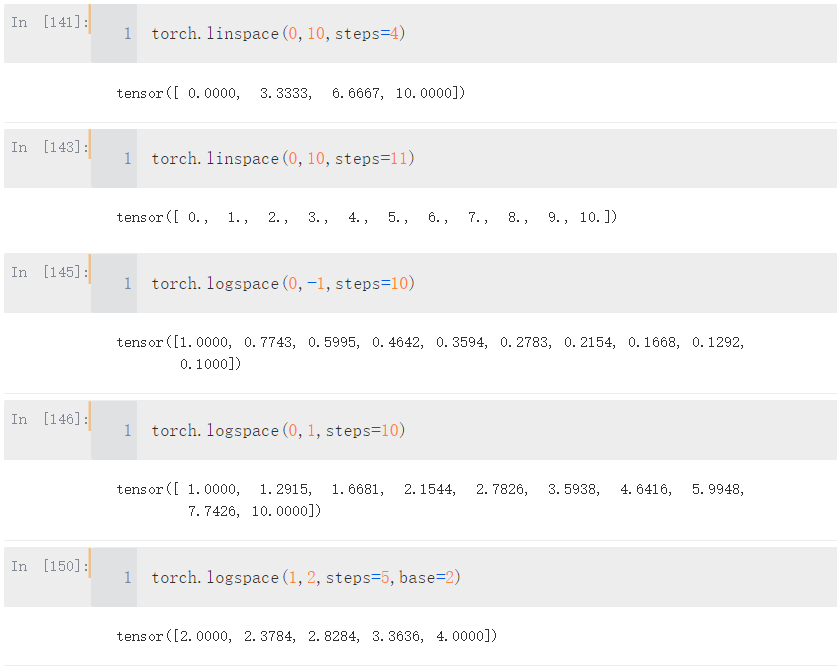 In [141]: 1 torch.linspace(0,10,steps=4)
tensor([ 0.0000,  3.3333,  6.6667, 10.0000])
In [143]: 1 torch.linspace(0,10,steps=11)
tensor([ 0.,  1.,  2.,  3.,  4.,  5.,  6.,  7.,  8.,  9., 10.])
In [145]: 1 torch.logspace(0,-1,steps=10)
tensor([1.0000, 0.7743, 0.5995, 0.4642, 0.3594, 0.2783, 0.2154, 0.1668, 0.1292,
0.1000])
In [146]: 1 torch.logspace(0,1,steps=10)
tensor([ 1.0000,  1.2915,  1.6681,  2.1544,  2.7826,  3.5938,  4.6416,  5.9948,
7.7426, 10.0000])
In [150]: 1 torch.logspace(1,2,steps=5,base=2)
tensor([2.0000, 2.3784, 2.8284, 3.3636, 4.0000])